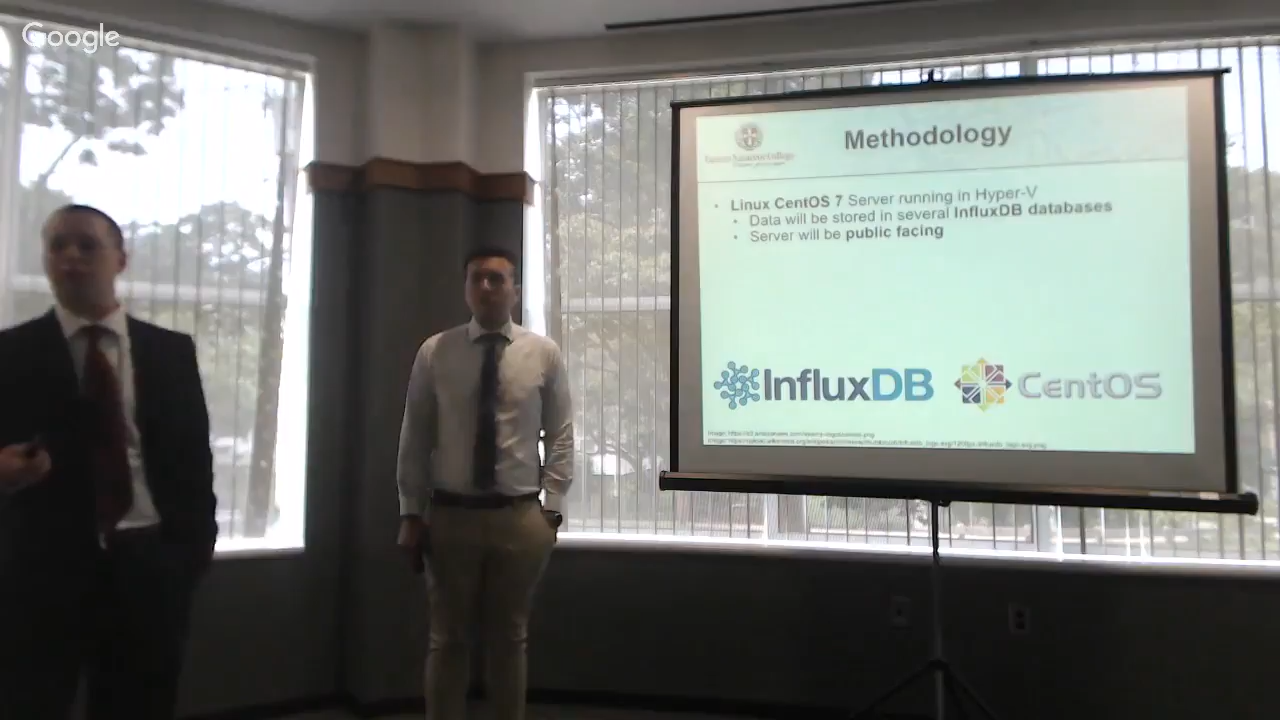 Google
Methodology
• Linux CentOS 7 Server running in Hyper-V
• Data will be stored in several InfluxDB databases
• Server will be public facing
InfluxDB
CentOS